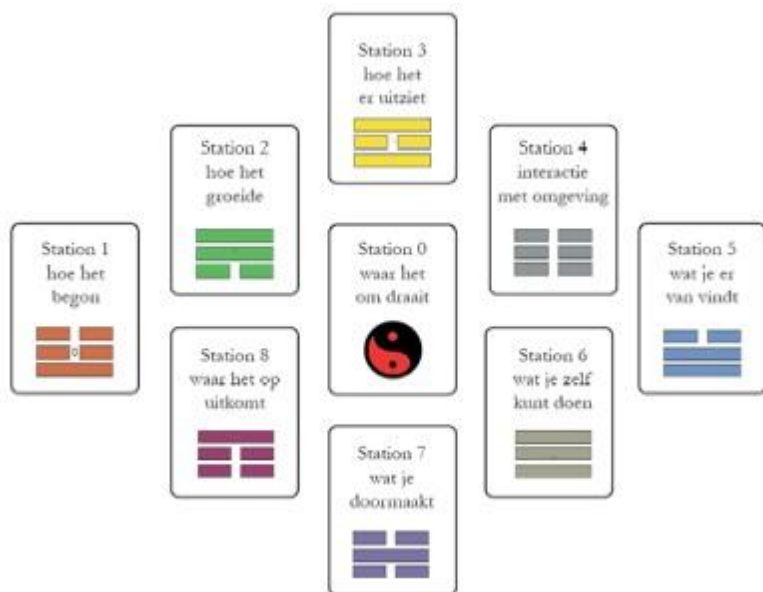 Station 3
hoe het
er uitziet
Station 2
hoe het
groeide
Station 4
interactie
met omgeving
Station 1
hoe het
begon
Station 0
waar het
om draait
Station 5
wat je er
van vindt
Station 8
waar het op
uitkomt
Station 6
wat je zelf
kunt doen
Station 7
wat je
doormaakt